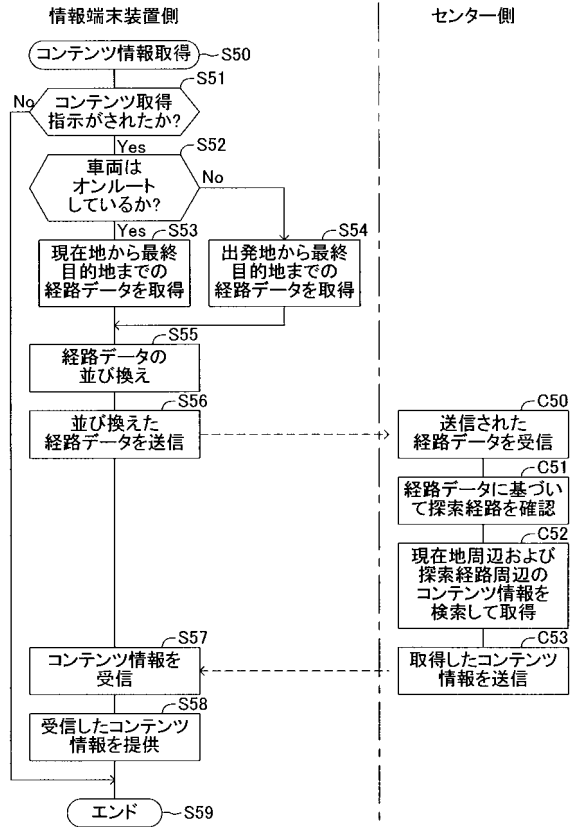 情報端末装置側
センター側
コンテンツ情報取得
S50
S51
No
コンテンツ取得
指示がされたか?
Yes
S52
車両は
オンルート
しているか?
No
Yes
S53
現在地から最終
目的地までの
経路データを取得
S54
出発地から最終
目的地までの
経路データを取得
S55
経路データの
並び換え
S56
並び換えた
経路データを送信
C50
送信された
経路データを受信
C51
経路データに基づい
て探索経路を確認
C52
現在地周辺および
探索経路周辺の
コンテンツ情報を
検索して取得
C53
取得したコンテンツ
情報を送信
S57
コンテンツ情報を
受信
S58
受信したコンテンツ
情報を提供
エンド
S59